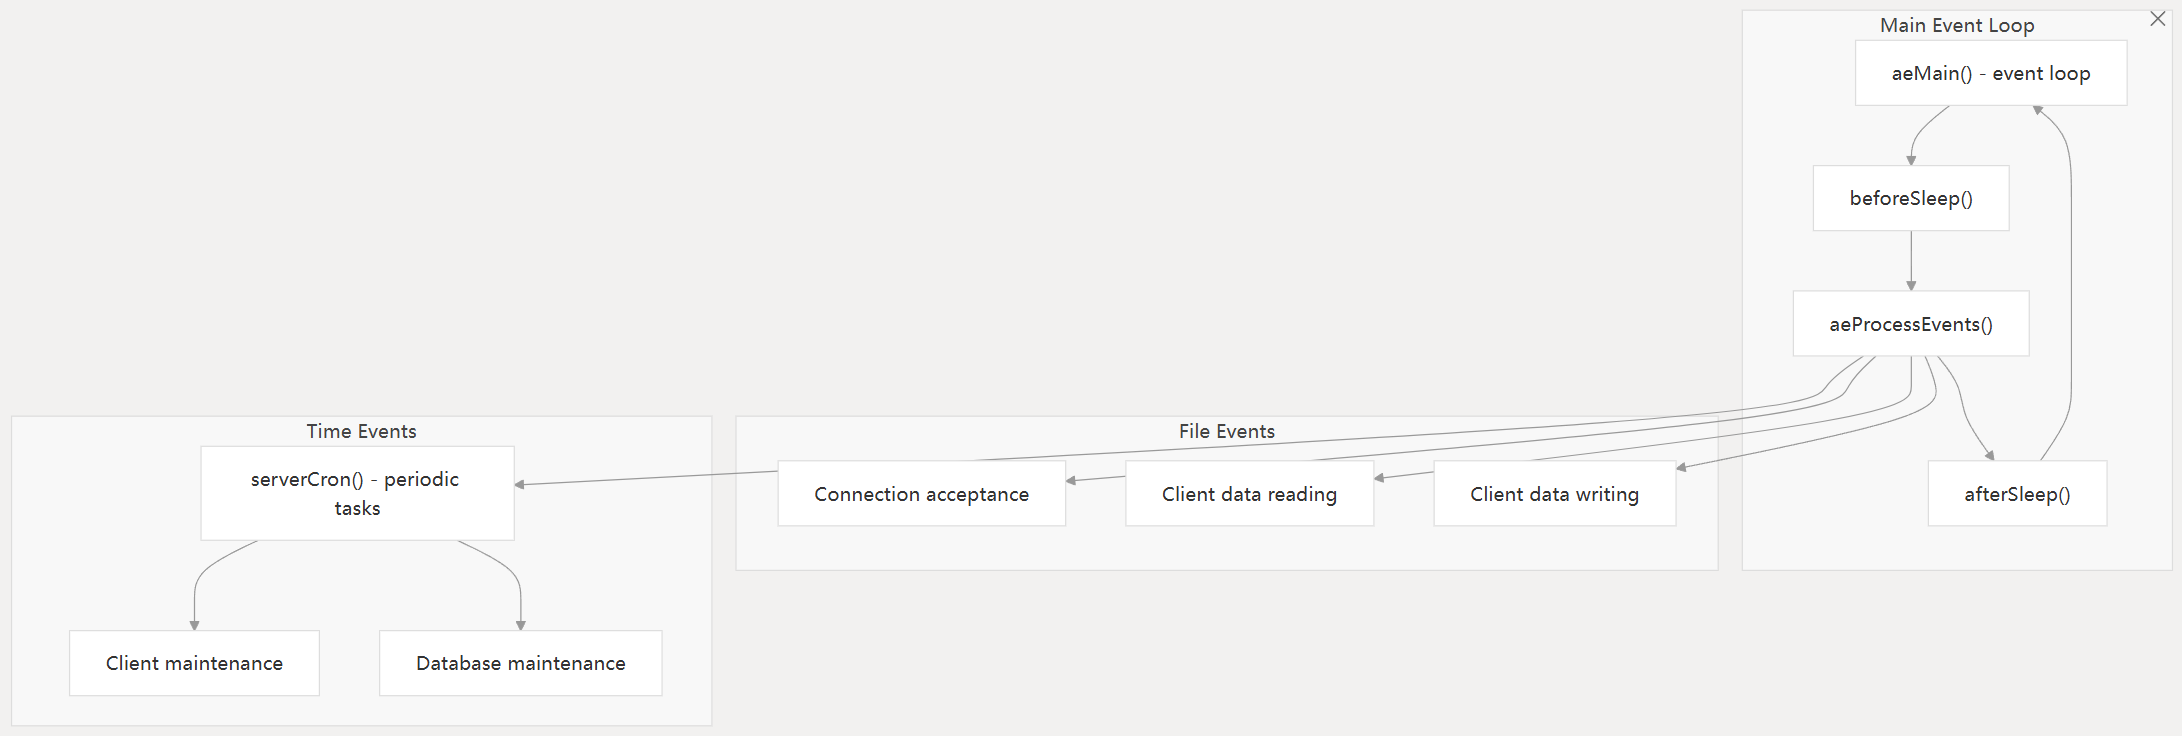 Main Event Loop
aeMain() - event loop
beforeSleep()
aeProcessEvents()
Time Events
File Events
serverCron() - periodic
tasks
Connection acceptance
Client data reading
Client data writing
afterSleep()
Client maintenance
Database maintenance